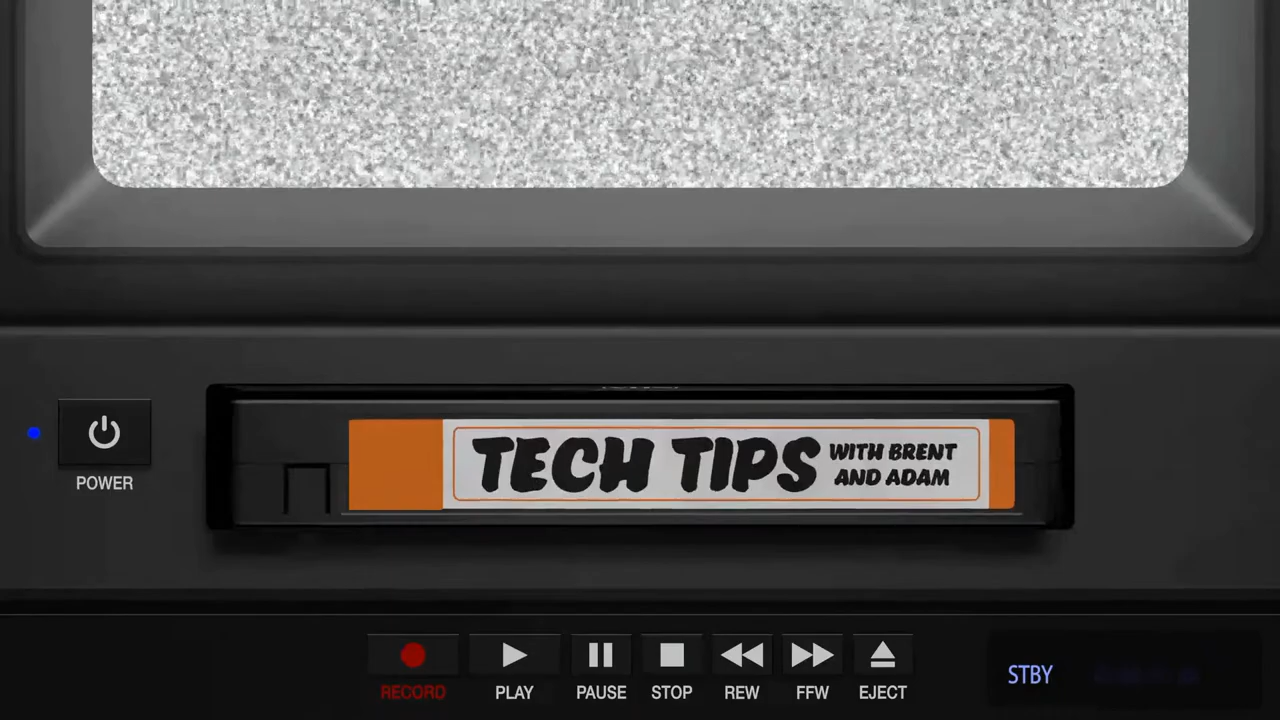 TECH TIPS
WITH BRENT
AND ADAM
POWER
RECORD
PLAY
PAUSE
STOP
REW
FFW
EJECT
STBY